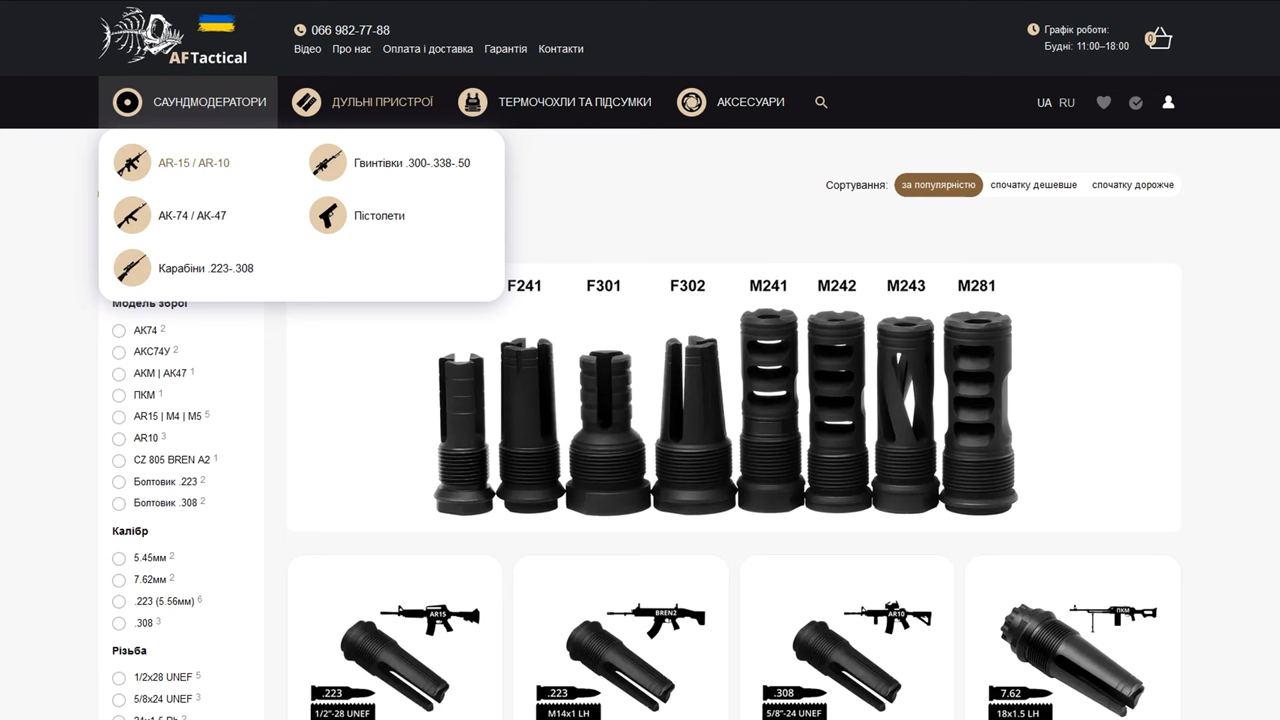 AFTactical
066 982-77-88
Відео Про нас Оплата і доставка Гарантія Контакти
Графік роботи:
Будні: 11:00–18:00
0
САУНДМОДЕРАТОРИ ДУЛЬНІ ПРИСТРОЇ ТЕРМОЧОХЛИ ТА ПІДСУМКИ АКСЕСУАРИ UA RU
AR-15 / AR-10 Гвинтівки .300-.338-.50
АК-74 / АК-47 Пістолети
Карабіни .223-.308
Сортування: за популярністю спочатку дешевше спочатку дорожче
Модель зброї
АК74 2
АКС74У 2
АКМ | АК47 1
ПКМ 1
AR15 | M4 | M5 5
AR10 3
CZ 805 BREN A2 1
Болтовик .223 2
Болтовик .308 2
Калібр
5.45мм 2
7.62мм 2
.223 (5.56мм) 6
.308 3
Різьба
1/2x28 UNEF 5
5/8x24 UNEF 3
F241 F301 F302 M241 M242 M243 M281
AR15
.223
1/2"-28 UNEF
BREN2
.223
M14x1 LH
AR10
.308
5/8"-24 UNEF
ПКМ
7.62
18x1.5 LH